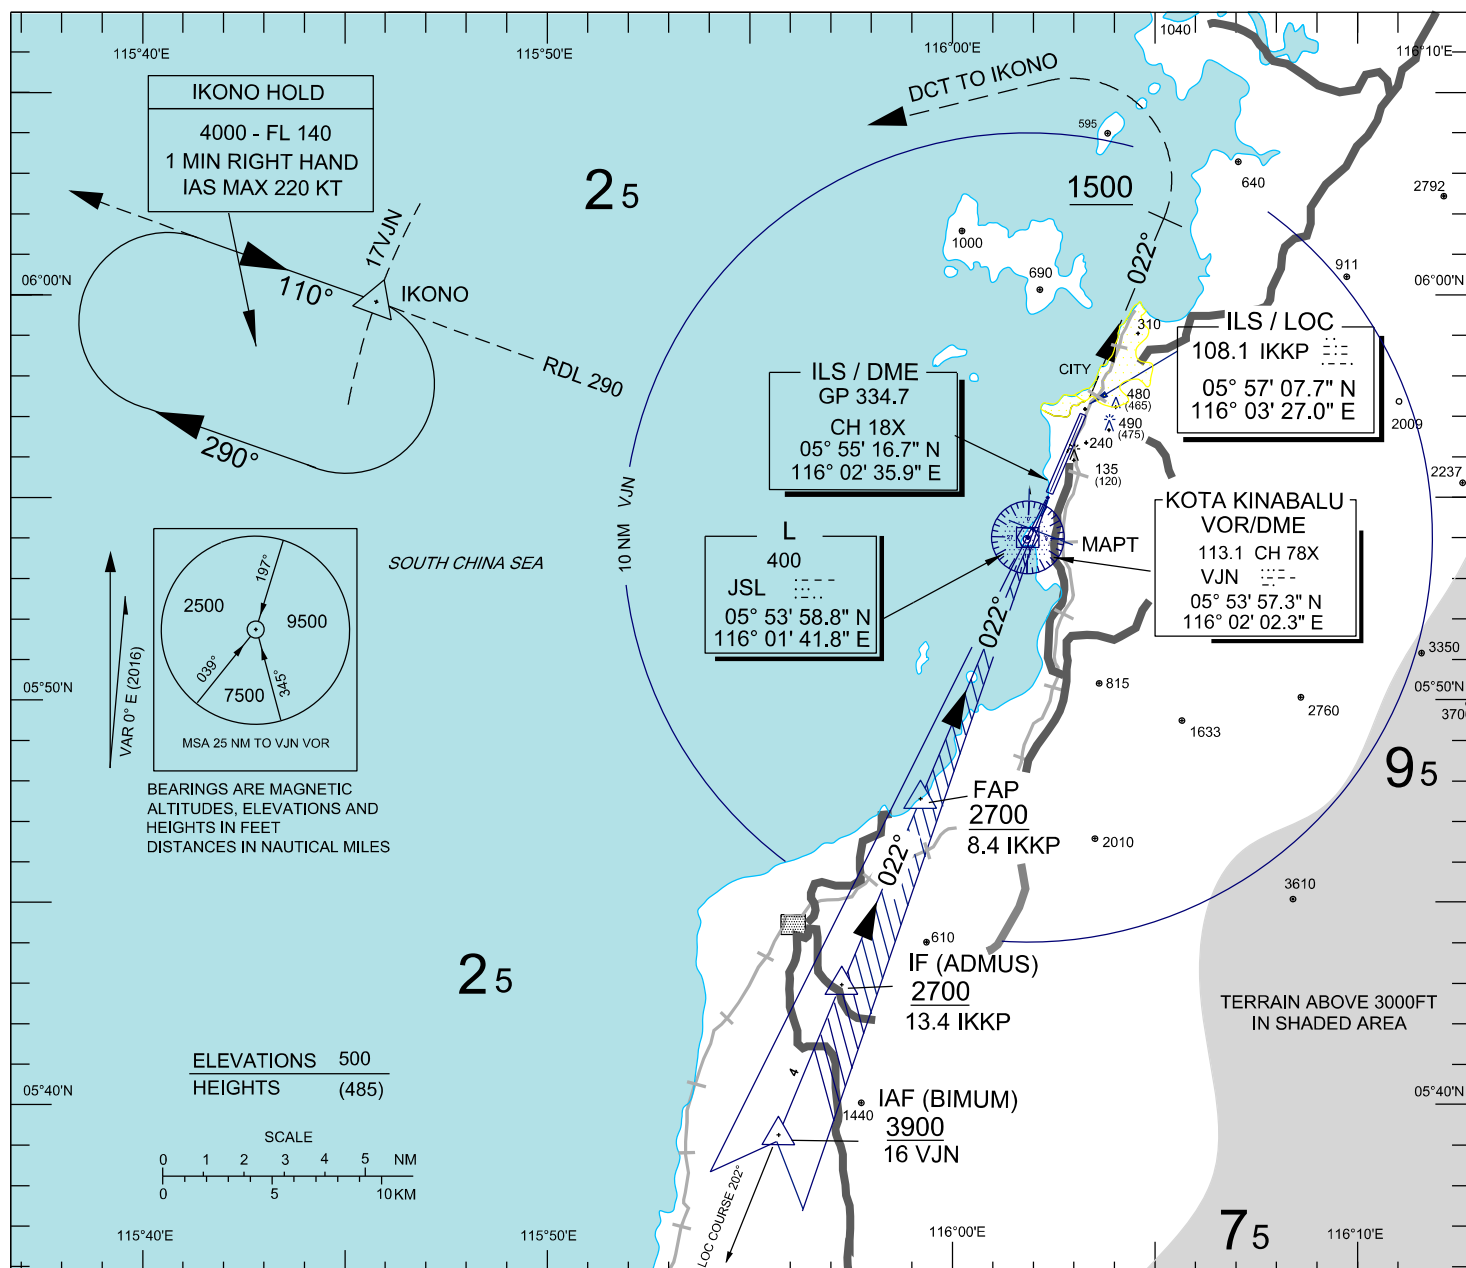 115°40'E
115°50'E
116°00'E
1040
116°10'E
IKONO HOLD
4000 - FL 140
1 MIN RIGHT HAND
IAS MAX 220 KT
DCT TO IKONO
595
2 5
1500
640
2792
17VJN
1000
022°
690
911
06°00'N
110°
IKONO
06°00'N
310
RDL 290
ILS / LOC
108.1 IKKP
05° 57' 07.7" N
116° 03' 27.0" E
CITY
ILS / DME
GP 334.7
CH 18X
05° 55' 16.7" N
116° 02' 35.9" E
480
(465)
490
(475)
2009
240
290°
135
(120)
2237
10 NM VJN
KOTA KINABALU
VOR/DME
113.1 CH 78X
VJN
05° 53' 57.3" N
116° 02' 02.3" E
L
400
JSL
05° 53' 58.8" N
116° 01' 41.8" E
MAPT
SOUTH CHINA SEA
197°
2500
9500
039°
345°
7500
MSA 25 NM TO VJN VOR
VAR 0° E (2016)
022°
3350
05°50'N
815
2760
05°50'N
370
1633
BEARINGS ARE MAGNETIC
ALTITUDES, ELEVATIONS AND
HEIGHTS IN FEET
DISTANCES IN NAUTICAL MILES
9 5
FAP
2700
8.4 IKKP
2010
022°
3610
610
IF (ADMUS)
2700
13.4 IKKP
2 5
TERRAIN ABOVE 3000FT
IN SHADED AREA
ELEVATIONS 500
HEIGHTS (485)
4
05°40'N
05°40'N
1440
IAF (BIMUM)
3900
16 VJN
SCALE
0 1 2 3 4 5 NM
0 5 10 KM
LOC COURSE 202°
7 5
115°40'E
115°50'E
116°00'E
116°10'E